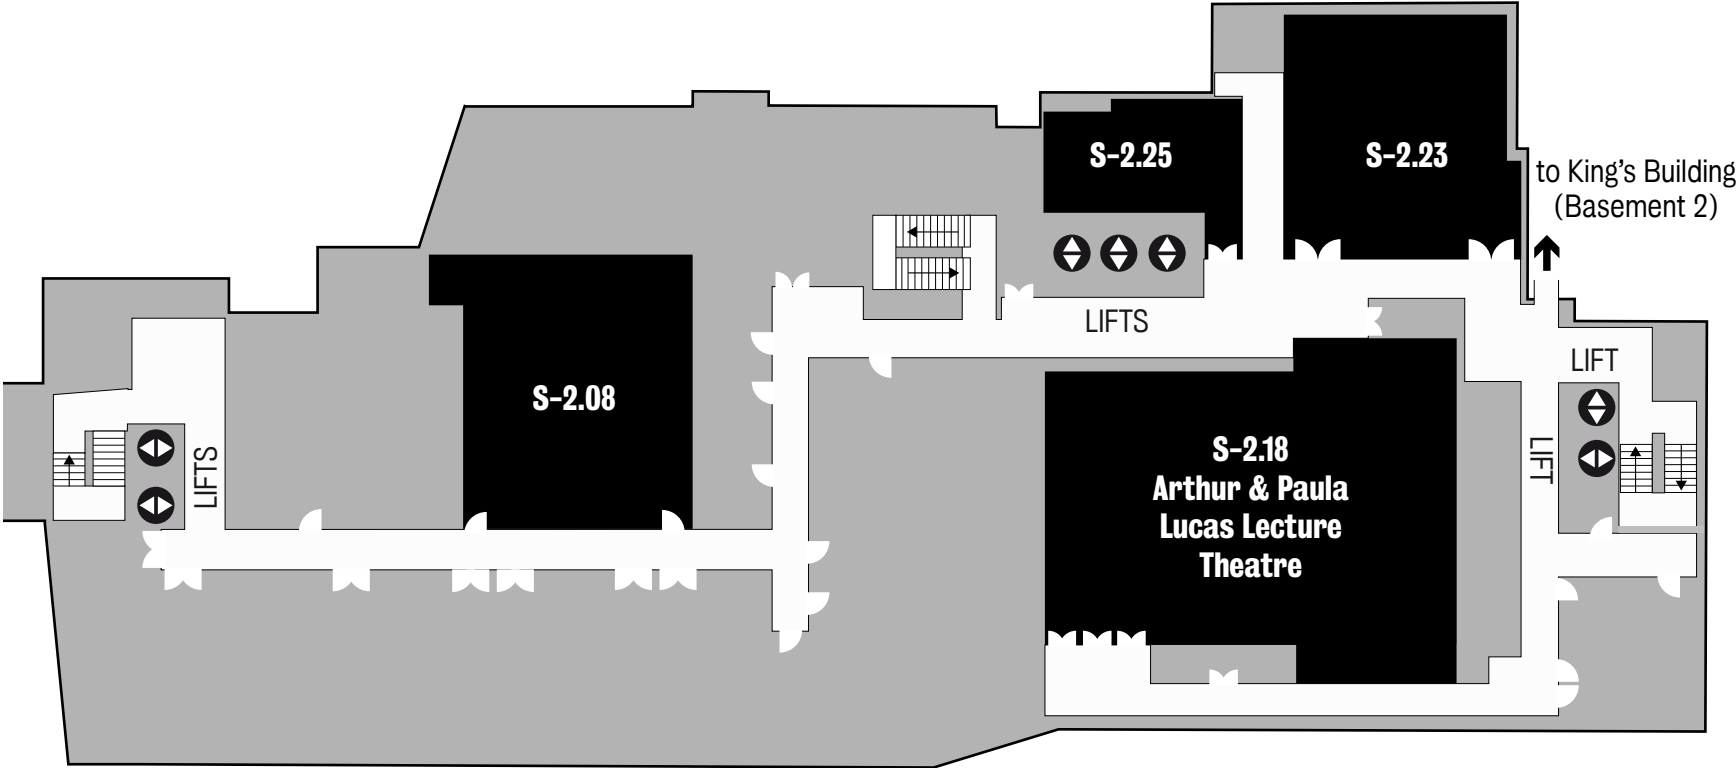 S-2.25
S-2.23
to King's Building
(Basement 2)
LIFTS
LIFT
S-2.08
S-2.18
Arthur & Paula
Lucas Lecture
Theatre
LIFTS
LIFT